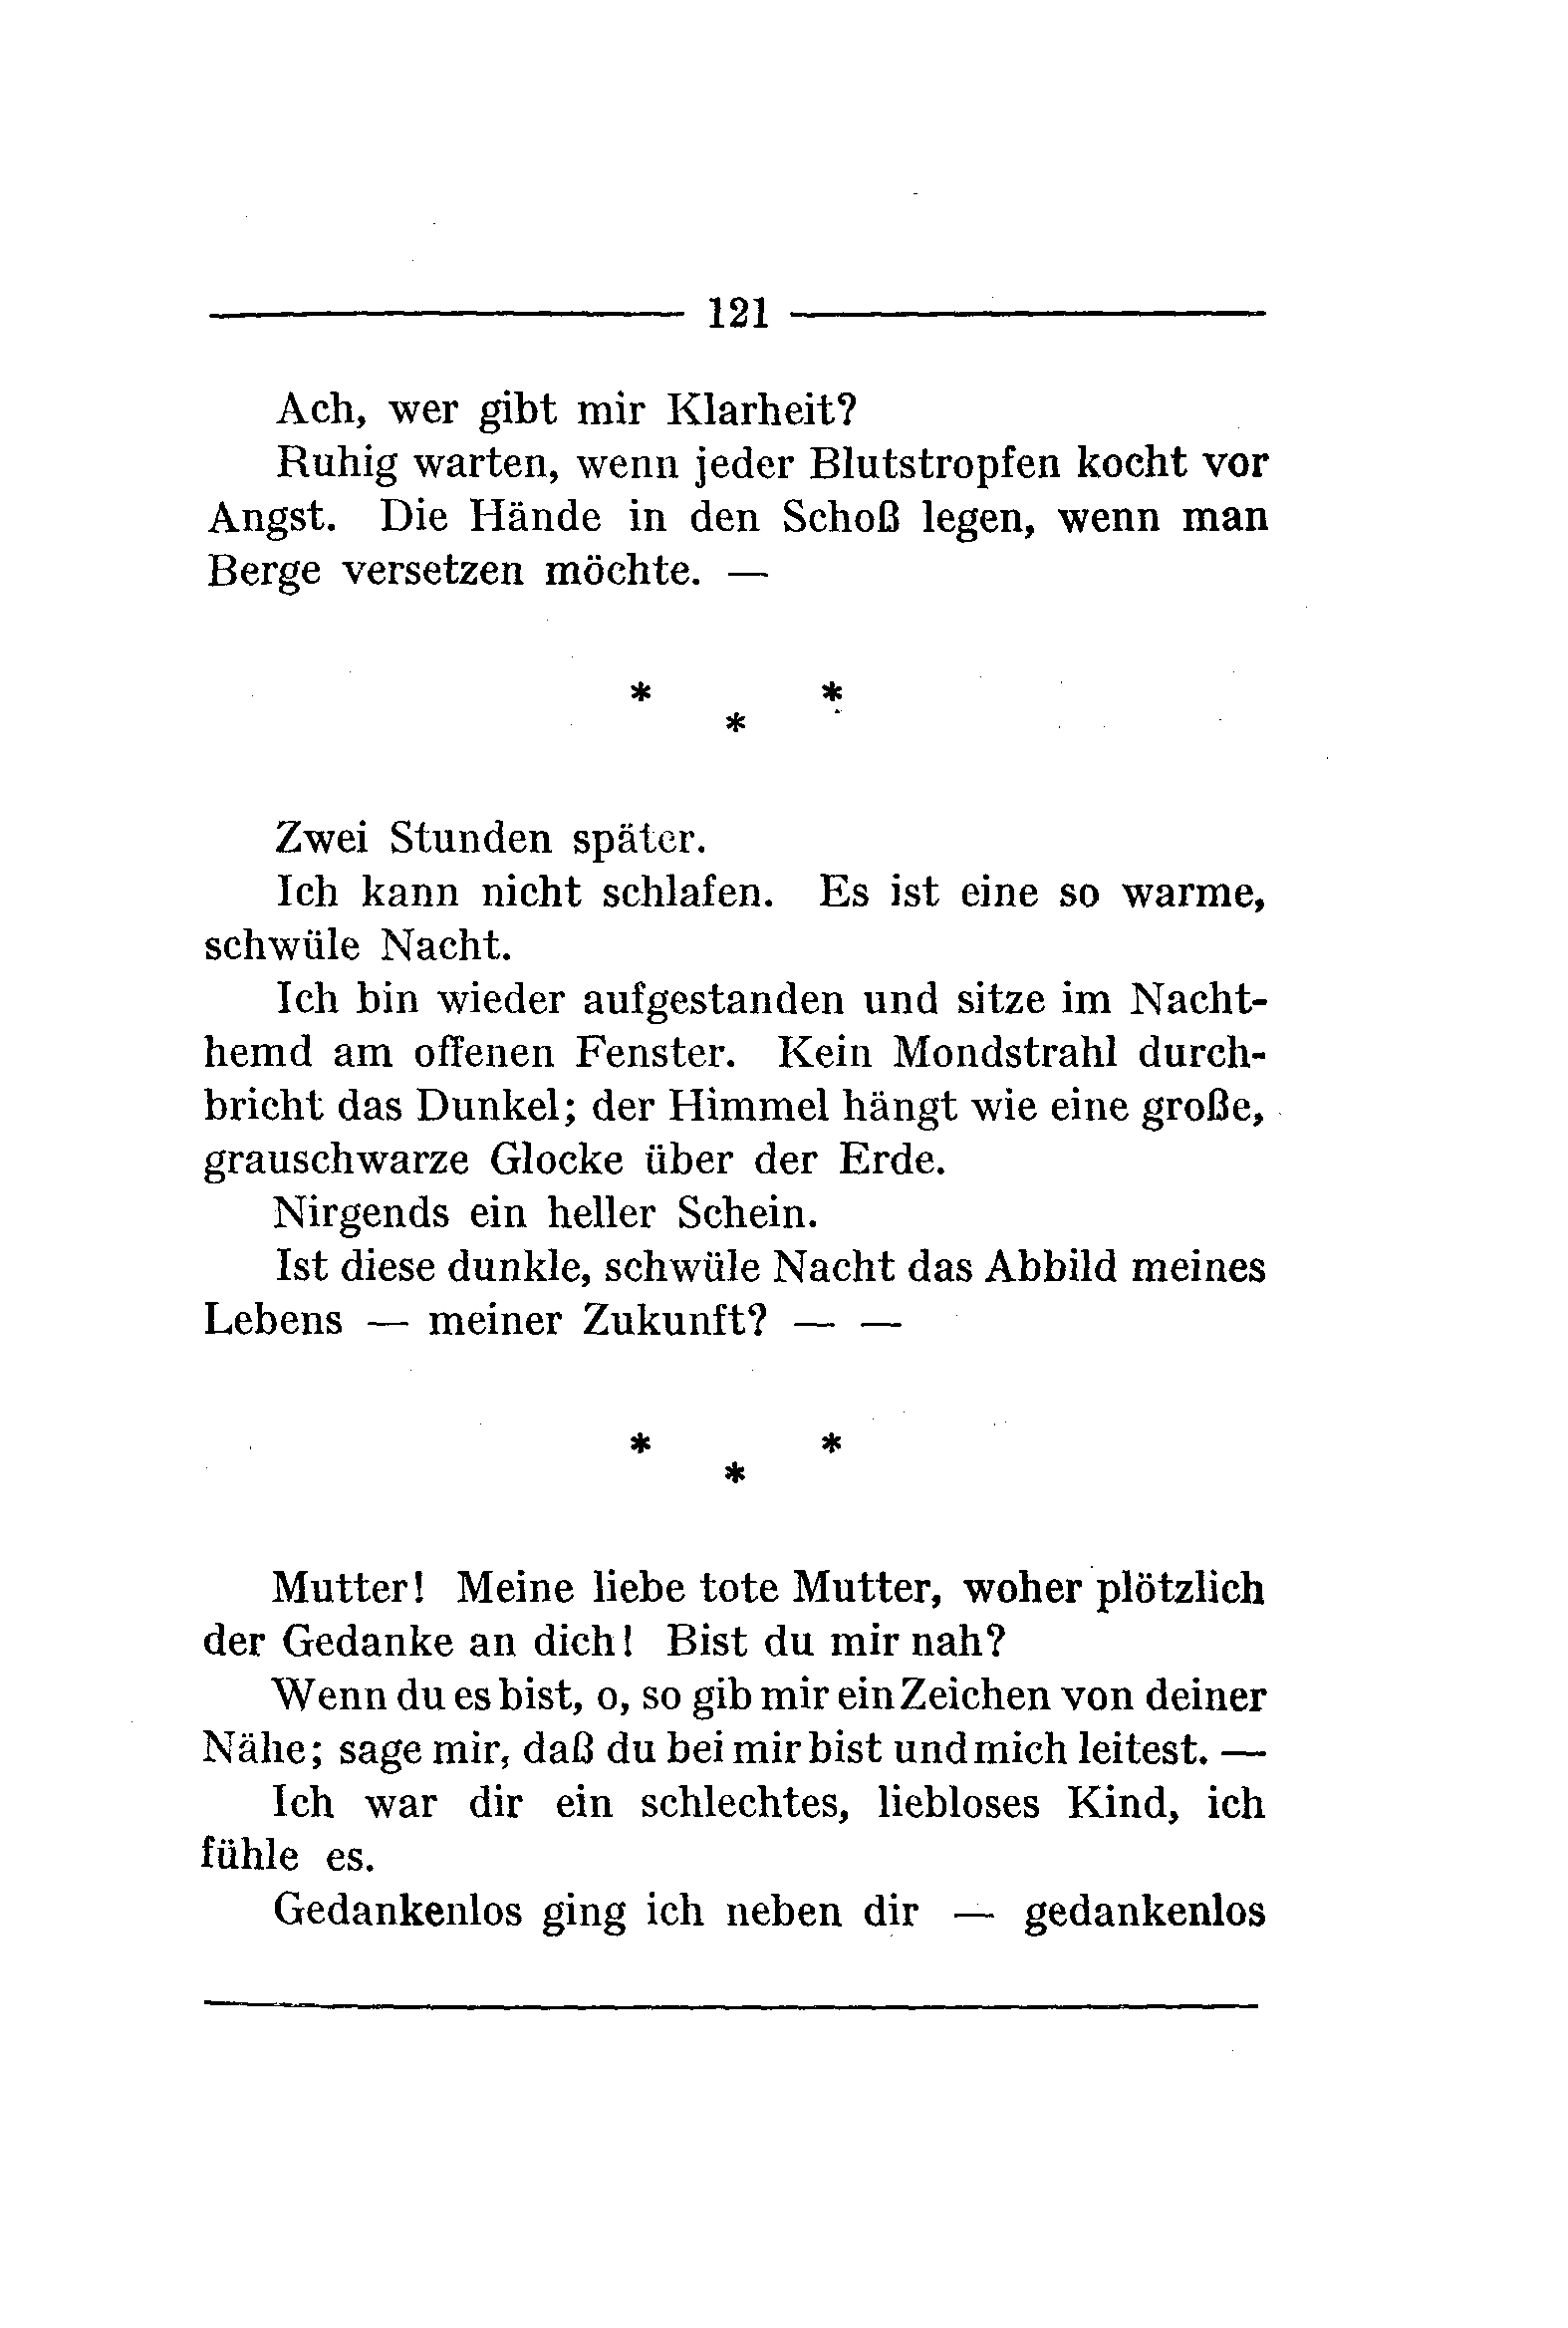 121
Ach, wer gibt mir Klarheit?
Ruhig warten, wenn jeder Blutstropfen kocht vor
Angst. Die Hände in den Schoß legen, wenn man
Berge versetzen möchte. —
* *
*
Zwei Stunden später.
Ich kann nicht schlafen. Es ist eine so warme,
schwüle Nacht.
Ich bin wieder aufgestanden und sitze im Nacht-
hemd am offenen Fenster. Kein Mondstrahl durch-
bricht das Dunkel; der Himmel hängt wie eine große,
grauschwarze Glocke über der Erde.
Nirgends ein heller Schein.
Ist diese dunkle, schwüle Nacht das Abbild meines
Lebens — meiner Zukunft? — —
* *
*
Mutter! Meine liebe tote Mutter, woher plötzlich
der Gedanke an dich! Bist du mir nah?
Wenn du es bist, o, so gib mir ein Zeichen von deiner
Nähe; sage mir, daß du bei mir bist und mich leitest. —
Ich war dir ein schlechtes, liebloses Kind, ich
fühle es.
Gedankenlos ging ich neben dir — gedankenlos